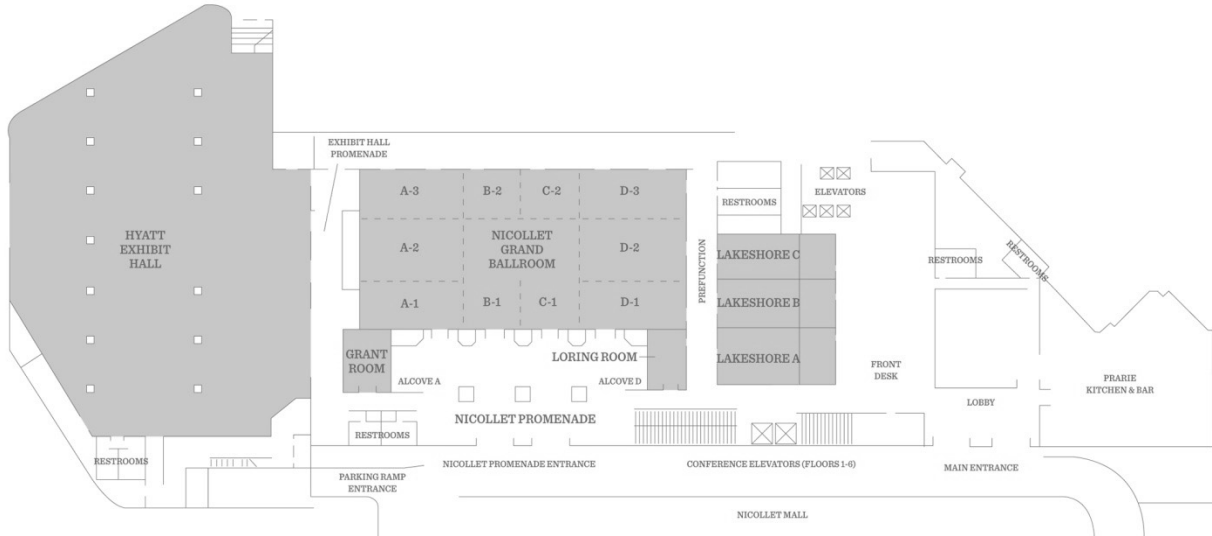 EXHIBIT HALL
PROMENADE
A-3
B-2
C-2
D-3
RESTROOMS
ELEVATORS
HYATT
EXHIBIT
HALL
A-2
NICOLLET
GRAND
BALLROOM
D-2
PREFUNCTION
LAKESHORE C
RESTROOMS
RESTROOMS
A-1
B-1
C-1
D-1
LAKESHORE B
GRANT
ROOM
LORING ROOM
LAKESHORE A
FRONT
DESK
ALCOVE A
ALCOVE D
PRARIE
KITCHEN & BAR
LOBBY
NICOLLET PROMENADE
RESTROOMS
RESTROOMS
NICOLLET PROMENADE ENTRANCE
CONFERENCE ELEVATORS (FLOORS 1-6)
MAIN ENTRANCE
PARKING RAMP
ENTRANCE
NICOLLET MALL